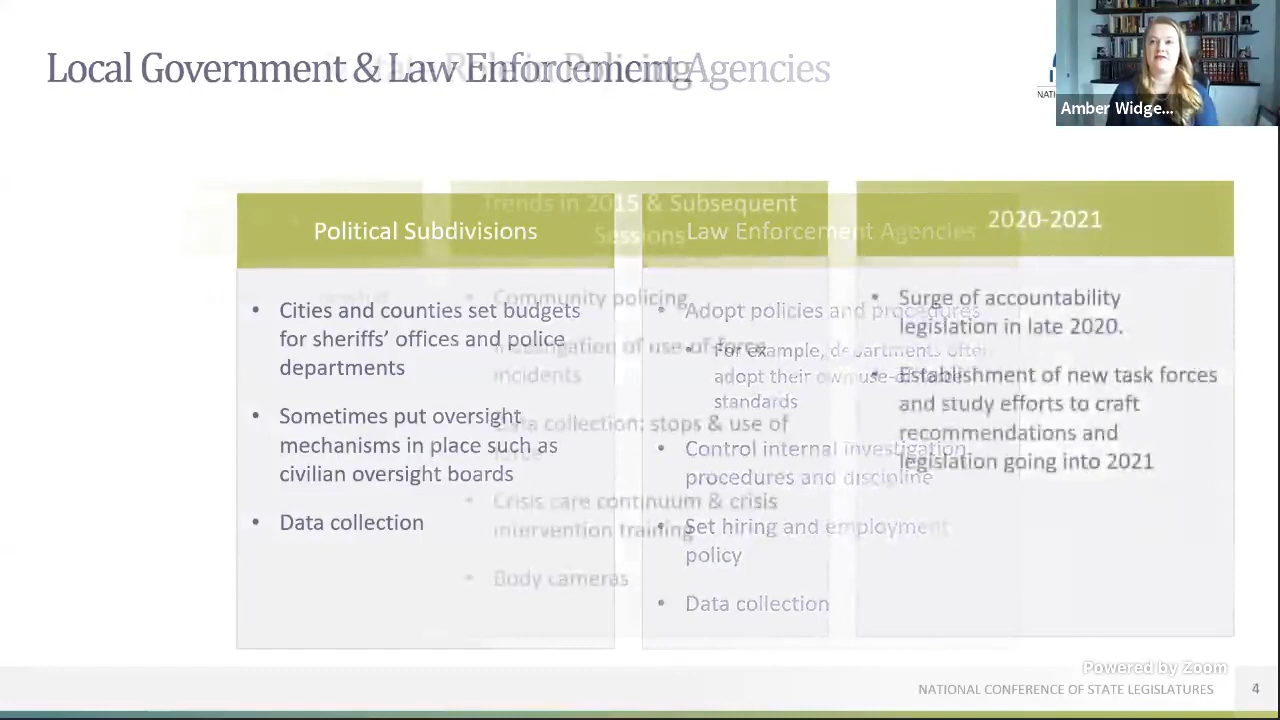 Local Government & Law Enforcement Agencies
State Role in Policing
NATI
Amber Widge...
Political Subdivisions
• Cities and counties set budgets
for sheriffs’ offices and police
departments
• Sometimes put oversight
mechanisms in place such as
civilian oversight boards
• Data collection
Trends in 2015 & Subsequent
Sessions
• Community policing
Investigation of use-of-force
incidents
Data collection: stops & use of
force
• Crisis care continuum & crisis
intervention training
• Body cameras
Law Enforcement Agencies
• Adopt policies and procedures
• For example, departments often
adopt their own use-of-force
standards
• Control internal investigation
procedures and discipline
• Set hiring and employment
policy
• Data collection
2020-2021
• Surge of accountability
legislation in late 2020.
• Establishment of new task forces
and study efforts to craft
recommendations and
legislation going into 2021
Powered by Zoom
NATIONAL CONFERENCE OF STATE LEGISLATURES 4